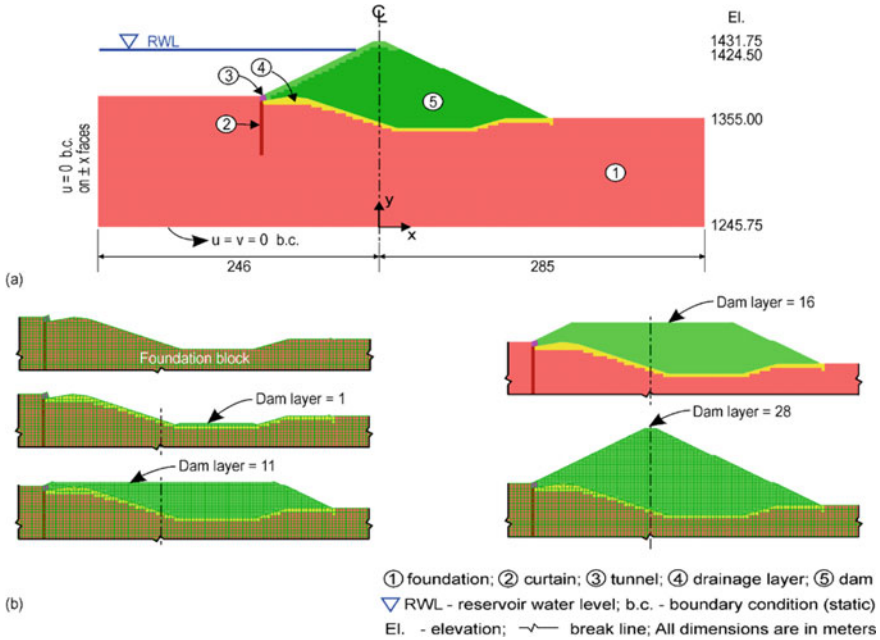 ℄
El.
RWL
1431.75
1424.50
③
④
⑤
②
1355.00
u = 0 b.c.
on ± x faces
①
y
x
1245.75
u = v = 0 b.c.
246
285
(a)
Dam layer = 16
Foundation block
Dam layer = 1
Dam layer = 28
Dam layer = 11
① foundation; ② curtain; ③ tunnel; ④ drainage layer; ⑤ dam
(b)
RWL - reservoir water level; b.c. - boundary condition (static)
El. - elevation; break line; All dimensions are in meters